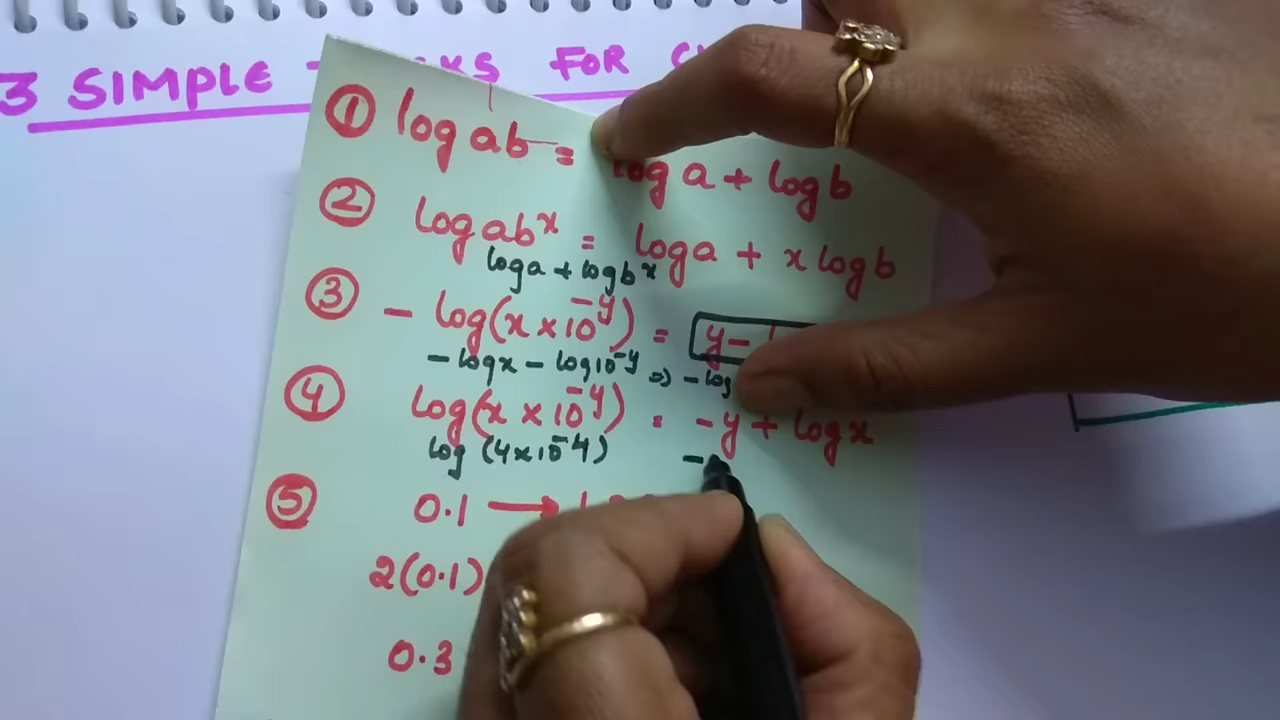 3 SIMPLE FOR
① log ab = log a + log b
② log ab^x = log a + x log b
log a + log b^x
③ - log(x × 10^-y) = y -
- log x - log 10^-y ⇒ - log
④ log(x × 10^-y) = - y + log x
log (4 × 10^-4) -
⑤ 0.1 →
2(0.1)
0.3